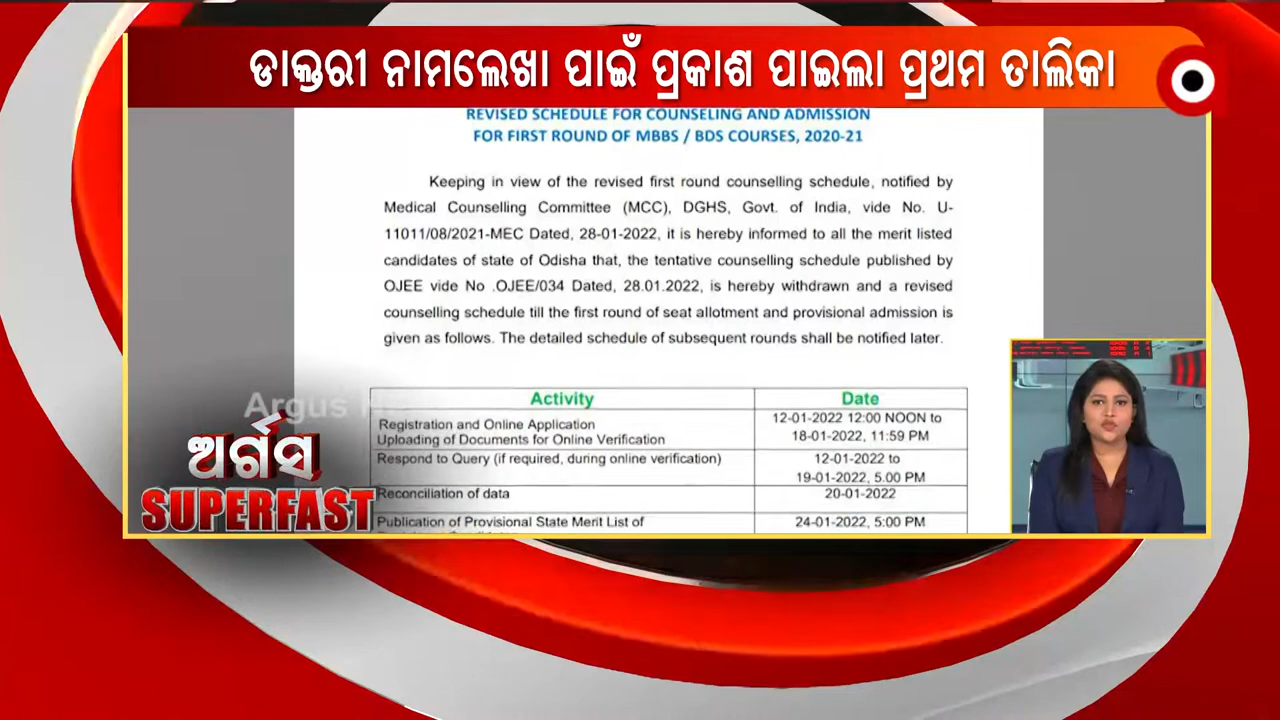 ଡାକ୍ତରୀ ନାମଲେଖା ପାଇଁ ପ୍ରକାଶ ପାଇଲା ପ୍ରଥମ ତାଲିକା
REVISED SCHEDULE FOR COUNSELING AND ADMISSION
FOR FIRST ROUND OF MBBS / BDS COURSES, 2020-21
Keeping in view of the revised first round counselling schedule, notified by
Medical Counselling Committee (MCC), DGHS, Govt. of India, vide No. U-
11011/08/2021-MEC Dated, 28-01-2022, it is hereby informed to all the merit listed
candidates of state of Odisha that, the tentative counselling schedule published by
OJEE vide No .OJEE/034 Dated, 28.01.2022, is hereby withdrawn and a revised
counselling schedule till the first round of seat allotment and provisional admission is
given as follows. The detailed schedule of subsequent rounds shall be notified later.
Activity Date
Registration and Online Application
Uploading of Documents for Online Verification
12-01-2022 12:00 NOON to
18-01-2022, 11:59 PM
Respond to Query (if required, during online verification)
12-01-2022 to
19-01-2022, 5.00 PM
Reconciliation of data 20-01-2022
Publication of Provisional State Merit List of 24-01-2022, 5:00 PM
Argus
ଅର୍ଗସ
SUPERFAST